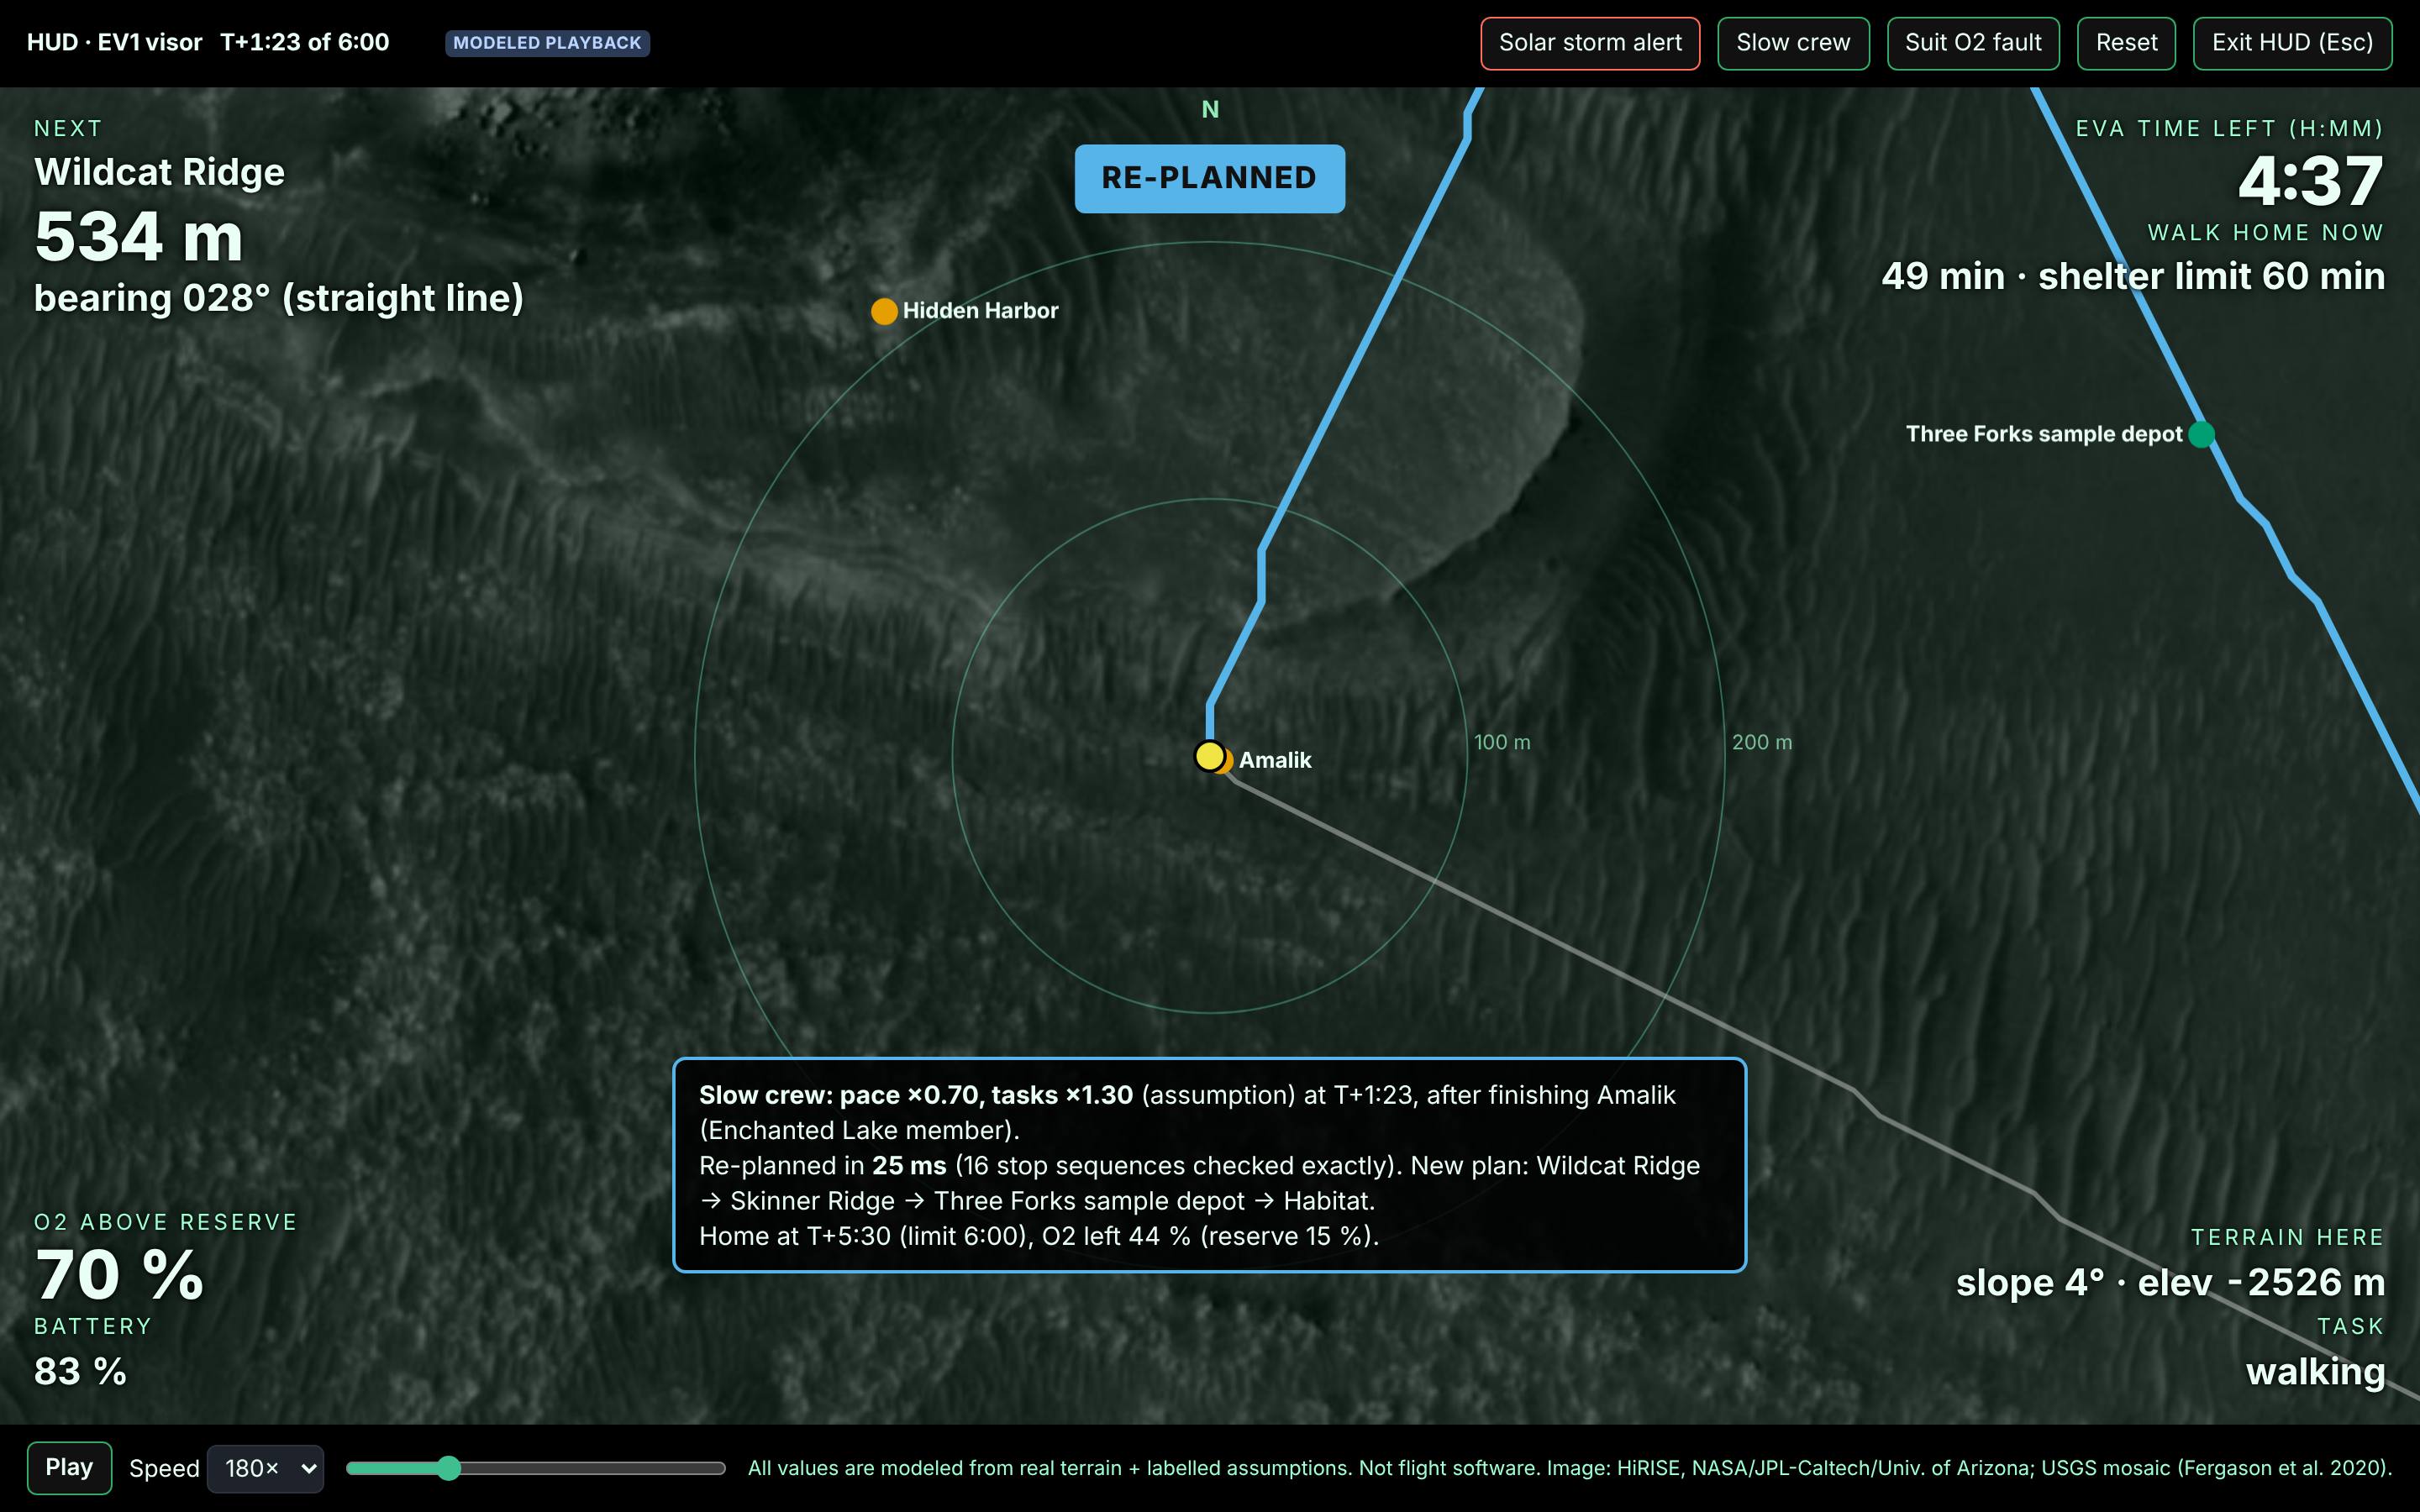 HUD · EV1 visor T+1:23 of 6:00 MODELED PLAYBACK Solar storm alert Slow crew Suit O2 fault Reset Exit HUD (Esc)
N
NEXT
Wildcat Ridge
534 m
bearing 028° (straight line)
RE-PLANNED
EVA TIME LEFT (H:MM)
4:37
WALK HOME NOW
49 min · shelter limit 60 min
Hidden Harbor
Three Forks sample depot
100 m
200 m
Amalik
Slow crew: pace ×0.70, tasks ×1.30 (assumption) at T+1:23, after finishing Amalik
(Enchanted Lake member).
Re-planned in 25 ms (16 stop sequences checked exactly). New plan: Wildcat Ridge
→ Skinner Ridge → Three Forks sample depot → Habitat.
Home at T+5:30 (limit 6:00), O2 left 44 % (reserve 15 %).
O2 ABOVE RESERVE
70 %
BATTERY
83 %
TERRAIN HERE
slope 4° · elev -2526 m
TASK
walking
Play Speed 180× All values are modeled from real terrain + labelled assumptions. Not flight software. Image: HiRISE, NASA/JPL-Caltech/Univ. of Arizona; USGS mosaic (Fergason et al. 2020).